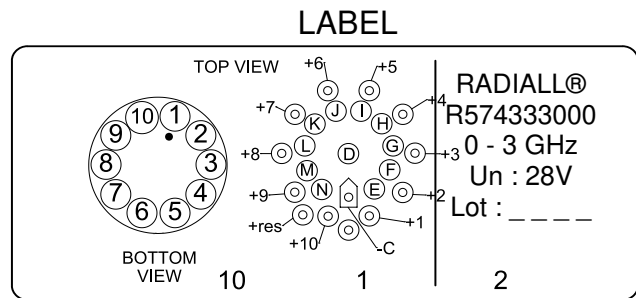 LABEL
TOP VIEW
+6
+5
+7
+4
J
I
K
H
L
D
G
+8
+3
M
F
+9
N
E
+2
+res
+10
+1
-C
10
1
9
2
8
3
7
4
6
5
BOTTOM
VIEW
10
1
2
RADIALL®
R574333000
0 - 3 GHz
Un : 28V
Lot : _ _ _ _